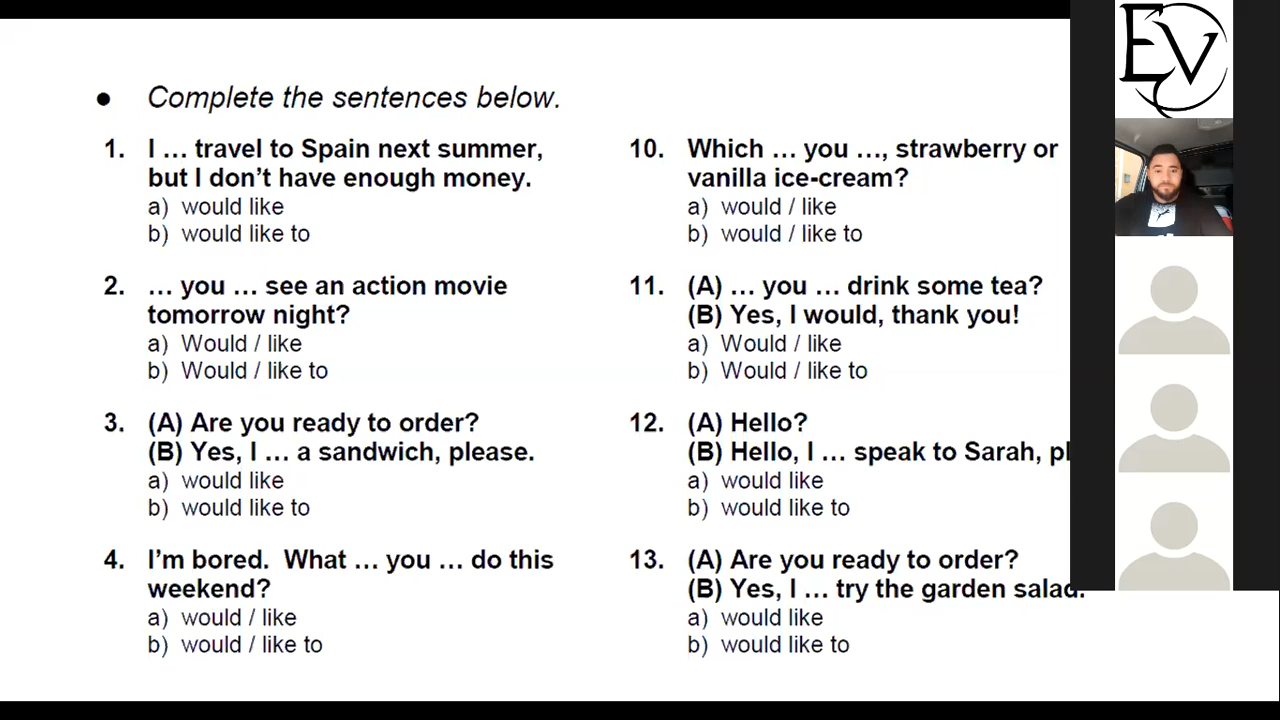 ● Complete the sentences below.
1. I … travel to Spain next summer,
but I don’t have enough money.
a) would like
b) would like to
2. … you … see an action movie
tomorrow night?
a) Would / like
b) Would / like to
3. (A) Are you ready to order?
(B) Yes, I … a sandwich, please.
a) would like
b) would like to
4. I’m bored. What … you … do this
weekend?
a) would / like
b) would / like to
10. Which … you …, strawberry or
vanilla ice-cream?
a) would / like
b) would / like to
11. (A) … you … drink some tea?
(B) Yes, I would, thank you!
a) Would / like
b) Would / like to
12. (A) Hello?
(B) Hello, I … speak to Sarah,
a) would like
b) would like to
13. (A) Are you ready to order?
(B) Yes, I … try the garden salad.
a) would like
b) would like to
EV